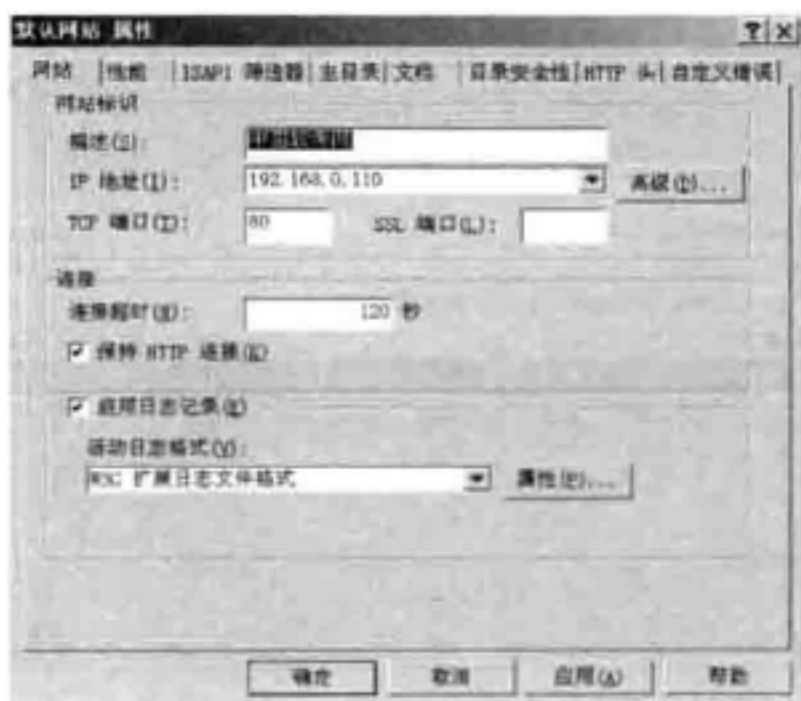 默认网站 属性
网站 性能 ISAPI 筛选器 主目录 文档 目录安全性 HTTP 头 自定义错误
网站标识
描述(S):
IP 地址(I): 192.168.0.110 高级(D)...
TCP 端口(T): 80 SSL 端口(L):
连接
连接超时(N): 120 秒
保持 HTTP 连接(K)
启用日志记录(E)
活动日志格式(V):
W3C 扩展日志文件格式 属性(P)...
确定 取消 应用(A) 帮助